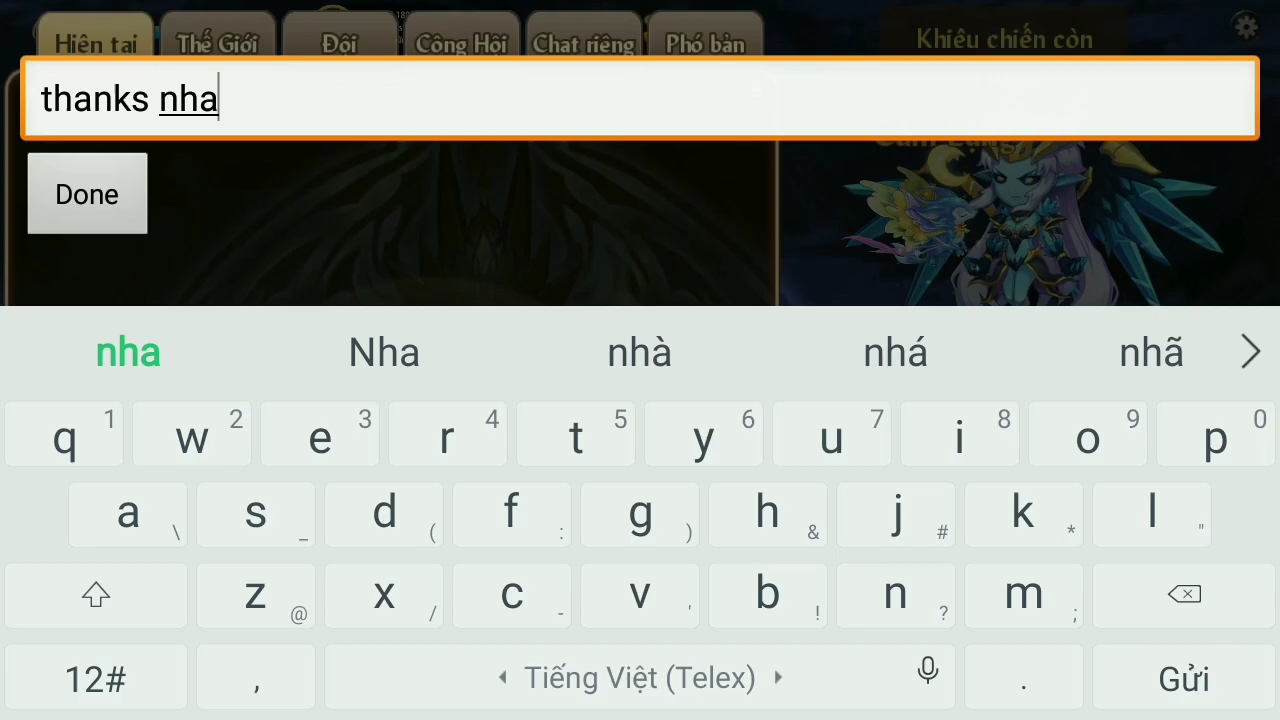 Hiện tại Thế Giới Đội Công Hội Chat riêng Phó bản Khiêu chiến còn
thanks nha
Done
nha Nha nhà nhá nhã
q 1 w 2 e 3 r 4 t 5 y 6 u 7 i 8 o 9 p 0
a \ s _ d ( f : g ) h & j # k * l "
z @ x / c - v ' b ! n ? m ;
12# , Tiếng Việt (Telex) . Gửi